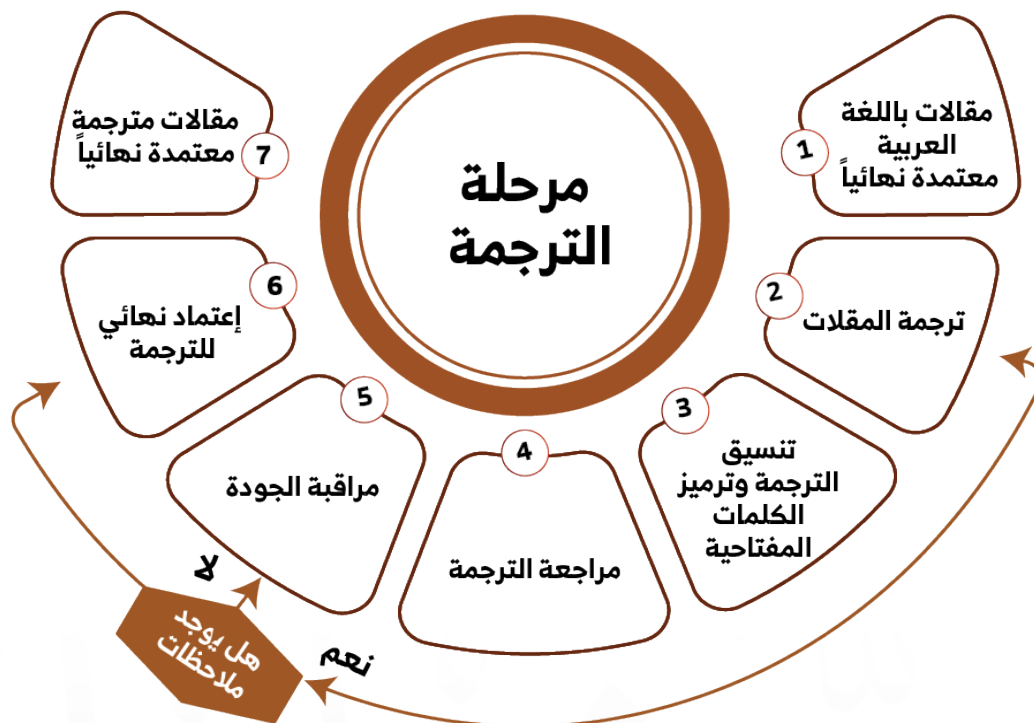 مرحلة
الترجمة
1
مقالات باللغة
العربية
معتمدة نهائياً
2
ترجمة المقلات
3
تنسيق
الترجمة وترميز
الكلمات
المفتاحية
4
مراجعة الترجمة
5
مراقبة الجودة
6
إعتماد نهائي
للترجمة
7
مقالات مترجمة
معتمدة نهائياً
هل يوجد
ملاحظات
نعم
لا